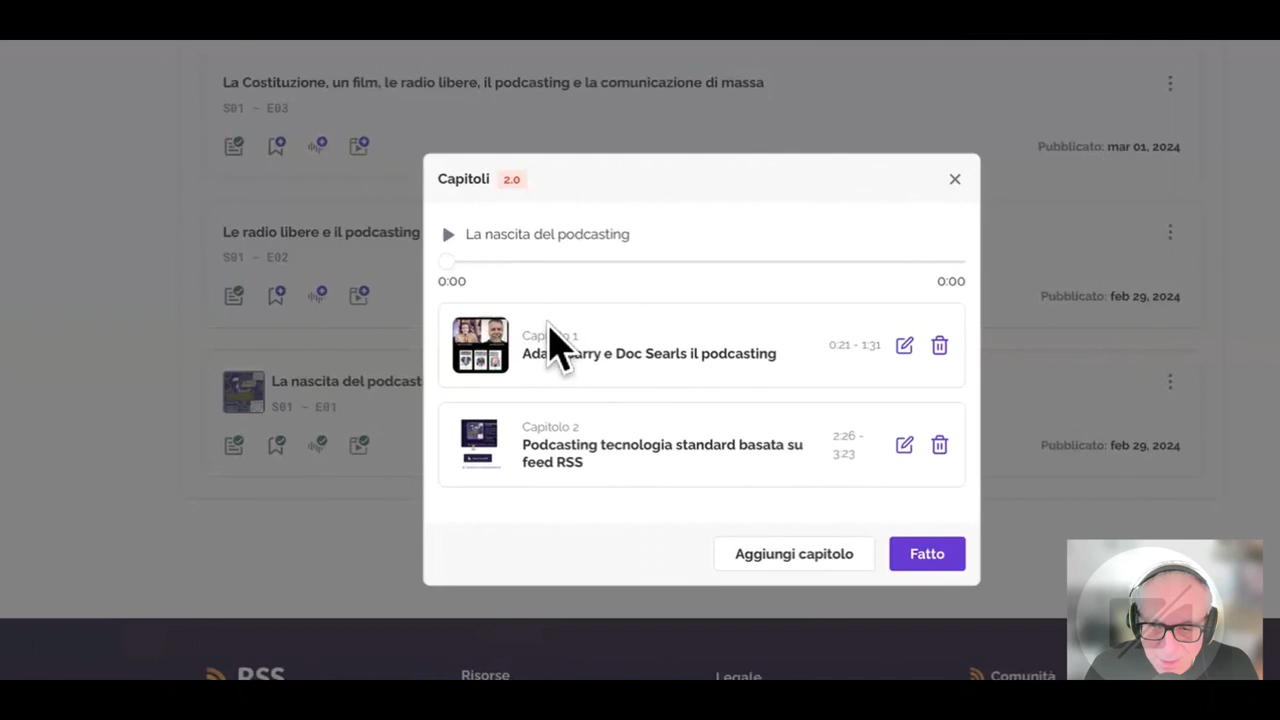 La Costituzione, un film, le radio libere, il podcasting e la comunicazione di massa
S01 - E03
Pubblicato: mar 01, 2024
Capitoli 2.0
Le radio libere e il podcasting
S01 - E02
Pubblicato: feb 29, 2024
La nascita del podcasting
0:00 0:00
Capitolo 1
e Doc Searls il podcasting
0:21 - 1:31
La nascita del podcast
S01 - E01
Pubblicato: feb 29, 2024
Capitolo 2
Podcasting tecnologia standard basata su
feed RSS
2:26 -
3:23
Aggiungi capitolo
Fatto
RSS
Risorse
Legale
Comunità